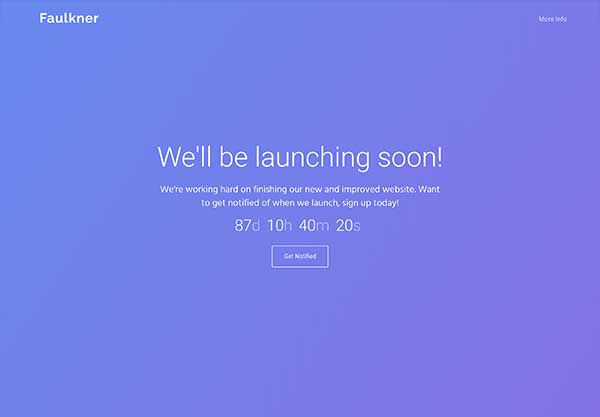 Faulkner
More Info
We'll be launching soon!
We're working hard on finishing our new and improved website. Want
to get notified of when we launch, sign up today!
87d 10h 40m 20s
Get Notified